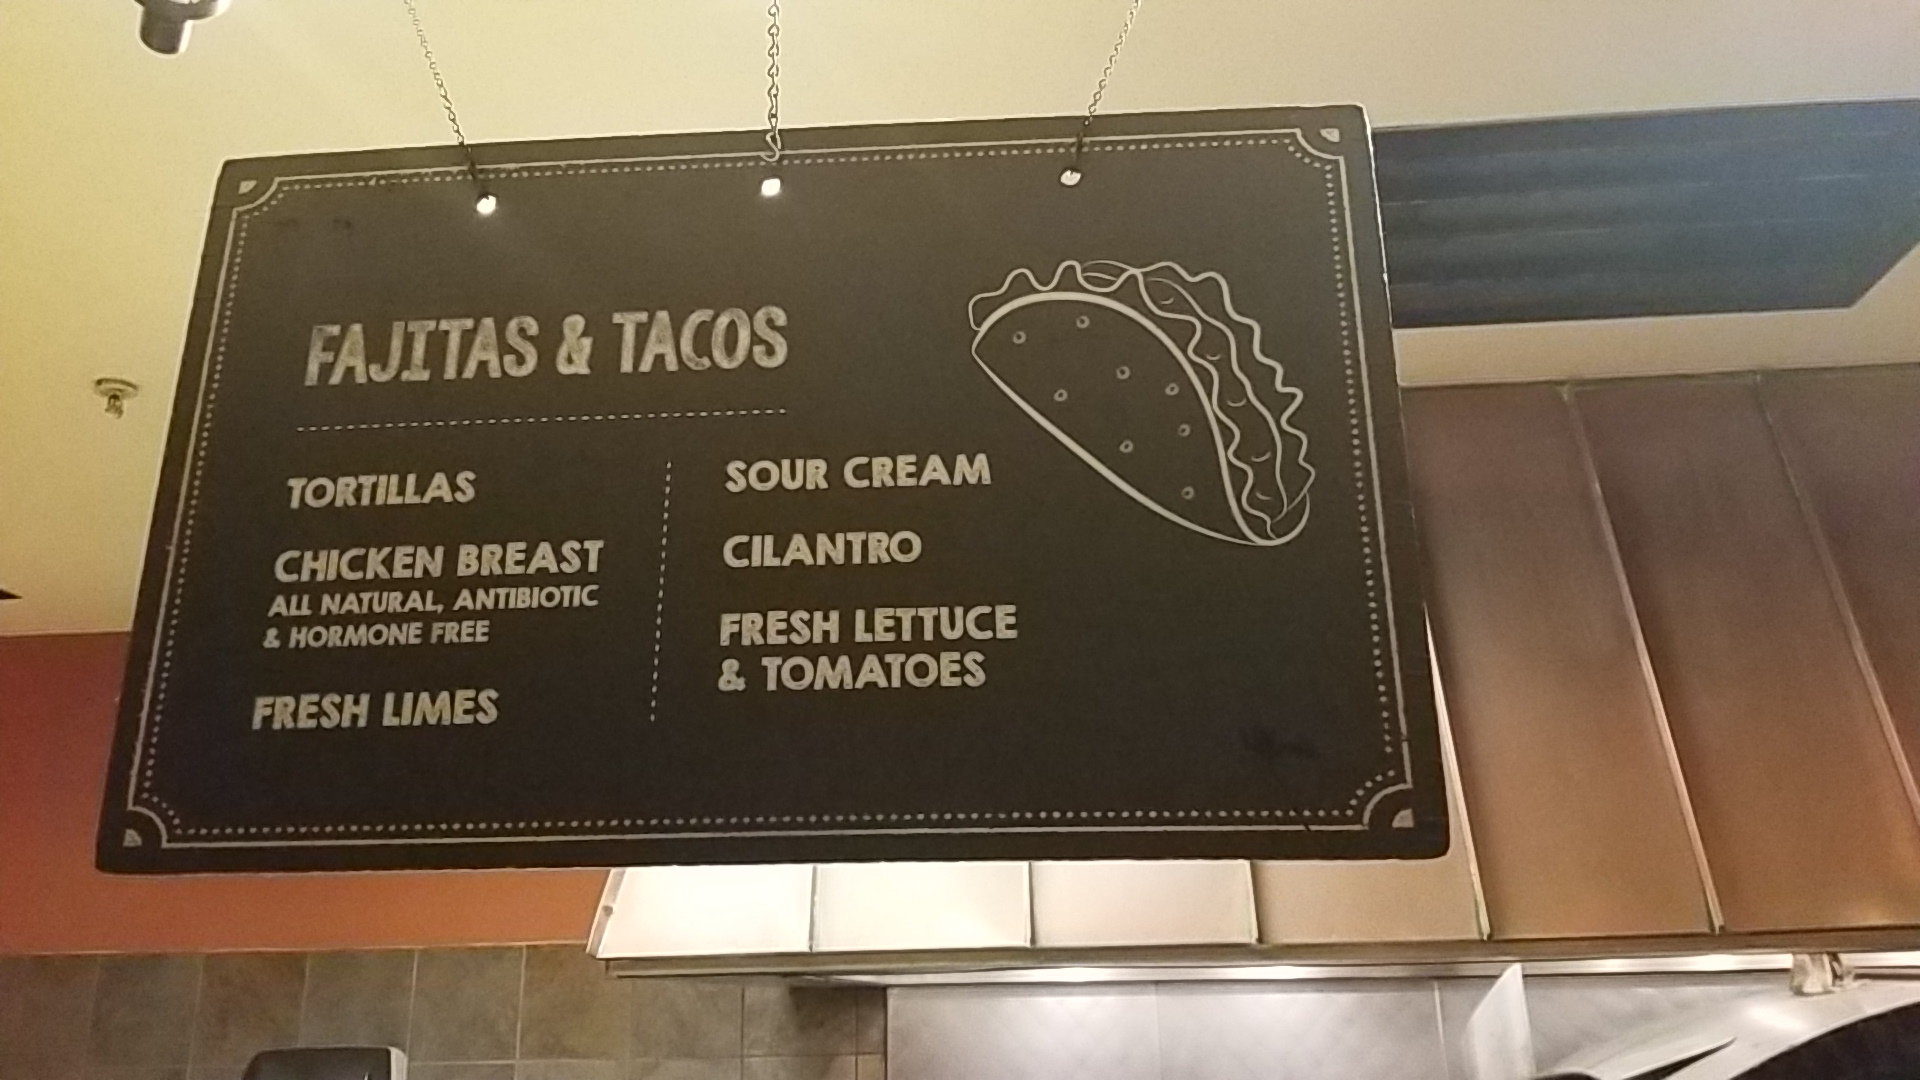 FAJITAS & TACOS
TORTILLAS
CHICKEN BREAST
ALL NATURAL, ANTIBIOTIC
& HORMONE FREE
FRESH LIMES
SOUR CREAM
CILANTRO
FRESH LETTUCE
& TOMATOES